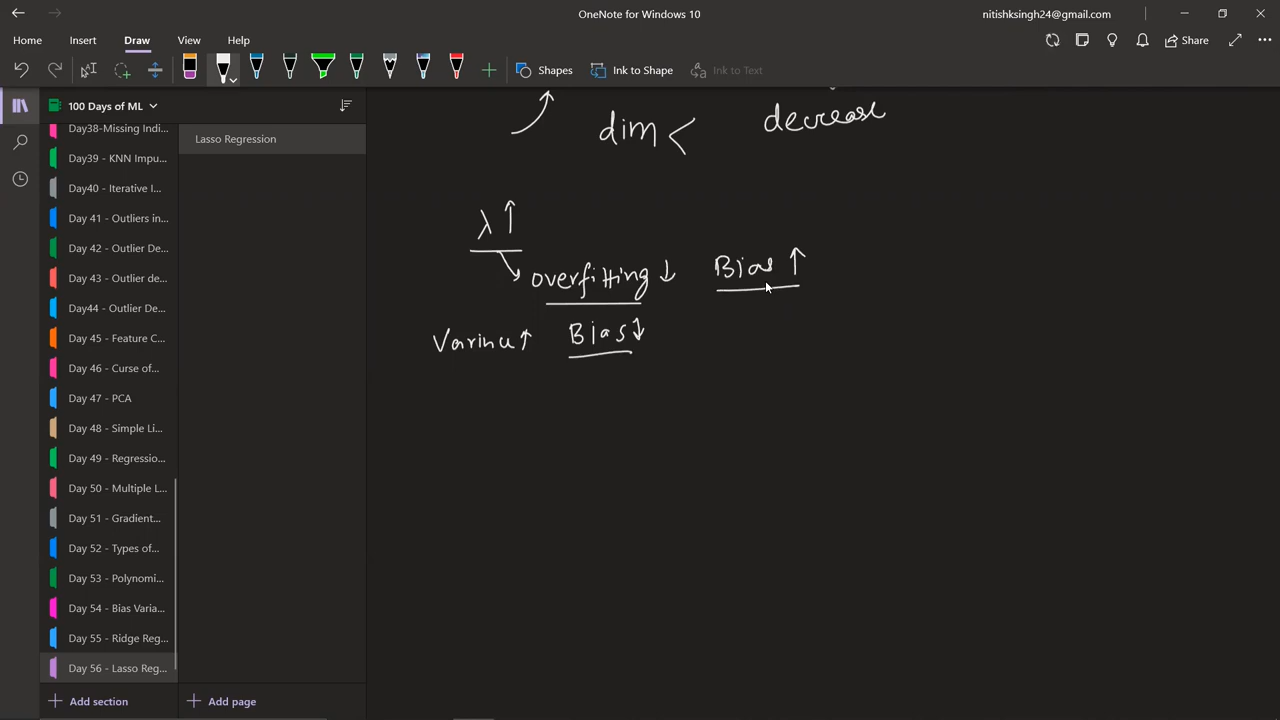 OneNote for Windows 10
nitishksingh24@gmail.com
Home
Insert
Draw
View
Help
Share
Shapes
Ink to Shape
Ink to Text
100 Days of ML
Day38-Missing Indi...
Day39 - KNN Impu...
Day40 - Iterative I...
Day 41 - Outliers in...
Day 42 - Outlier De...
Day 43 - Outlier de...
Day44 - Outlier De...
Day 45 - Feature C...
Day 46 - Curse of...
Day 47 - PCA
Day 48 - Simple Li...
Day 49 - Regressio...
Day 50 - Multiple L...
Day 51 - Gradient...
Day 52 - Types of...
Day 53 - Polynomi...
Day 54 - Bias Varia...
Day 55 - Ridge Reg...
Day 56 - Lasso Reg...
Add section
Lasso Regression
Add page
dim < decrease
λ ↑
overfitting ↓ Bias ↑
↑ Bias ↓